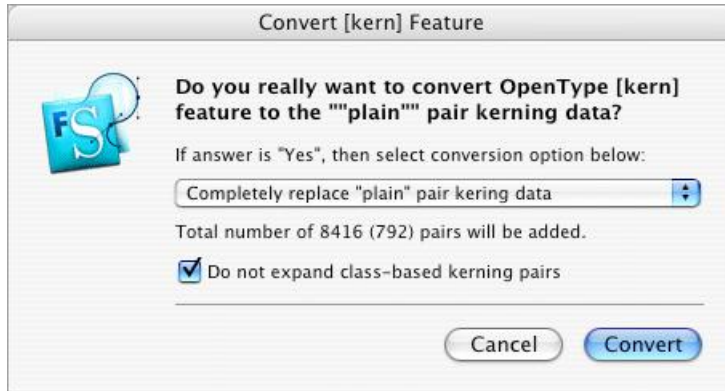 Convert [kern] Feature
FS
Do you really want to convert OpenType [kern]
feature to the ""plain"" pair kerning data?
If answer is "Yes", then select conversion option below:
Completely replace "plain" pair kering data
Total number of 8416 (792) pairs will be added.
Do not expand class-based kerning pairs
Cancel
Convert